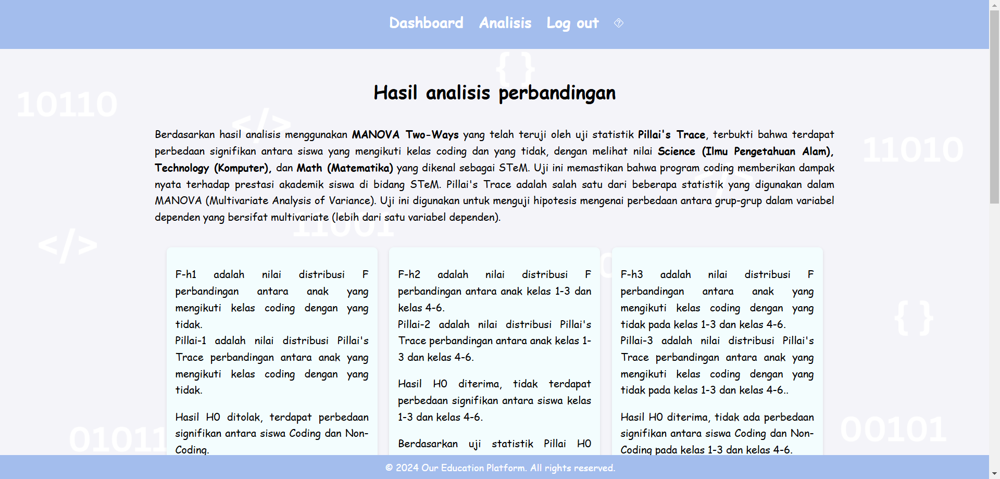 Dashboard Analisis Log out
{ }
Hasil analisis perbandingan
10110
</>
Berdasarkan hasil analisis menggunakan MANOVA Two-Ways yang telah teruji oleh uji statistik Pillai's Trace, terbukti bahwa terdapat
perbedaan signifikan antara siswa yang mengikuti kelas coding dan yang tidak, dengan melihat nilai Science (Ilmu Pengetahuan Alam),
Technology (Komputer), dan Math (Matematika) yang dikenal sebagai STeM. Uji ini memastikan bahwa program coding memberikan dampak
nyata terhadap prestasi akademik siswa di bidang STeM. Pillai's Trace adalah salah satu dari beberapa statistik yang digunakan dalam
MANOVA (Multivariate Analysis of Variance). Uji ini digunakan untuk menguji hipotesis mengenai perbedaan antara grup-grup dalam variabel
dependen yang bersifat multivariate (lebih dari satu variabel dependen).
11010
</>
11001
</>
F-h1 adalah nilai distribusi F
perbandingan antara anak yang
mengikuti kelas coding dengan yang
tidak.
Pillai-1 adalah nilai distribusi Pillai's
Trace perbandingan antara anak yang
mengikuti kelas coding dengan yang
tidak.
Hasil H0 ditolak, terdapat perbedaan
signifikan antara siswa Coding dan Non-
Coding.
F-h2 adalah nilai distribusi F
perbandingan antara anak kelas 1-3 dan
kelas 4-6.
Pillai-2 adalah nilai distribusi Pillai's
Trace perbandingan antara anak kelas 1-
3 dan kelas 4-6.
Hasil H0 diterima, tidak terdapat
perbedaan signifikan antara siswa kelas
1-3 dan kelas 4-6.
Berdasarkan uji statistik Pillai H0
F-h3 adalah nilai distribusi F
perbandingan antara anak yang
mengikuti kelas coding dengan yang
tidak pada kelas 1-3 dan kelas 4-6.
Pillai-3 adalah nilai distribusi Pillai's
Trace perbandingan antara anak yang
mengikuti kelas coding dengan yang
tidak pada kelas 1-3 dan kelas 4-6..
Hasil H0 diterima, tidak ada perbedaan
signifikan antara siswa Coding dan Non-
Coding pada kelas 1-3 dan kelas 4-6.
{ }
01011
00101
© 2024 Our Education Platform. All rights reserved.